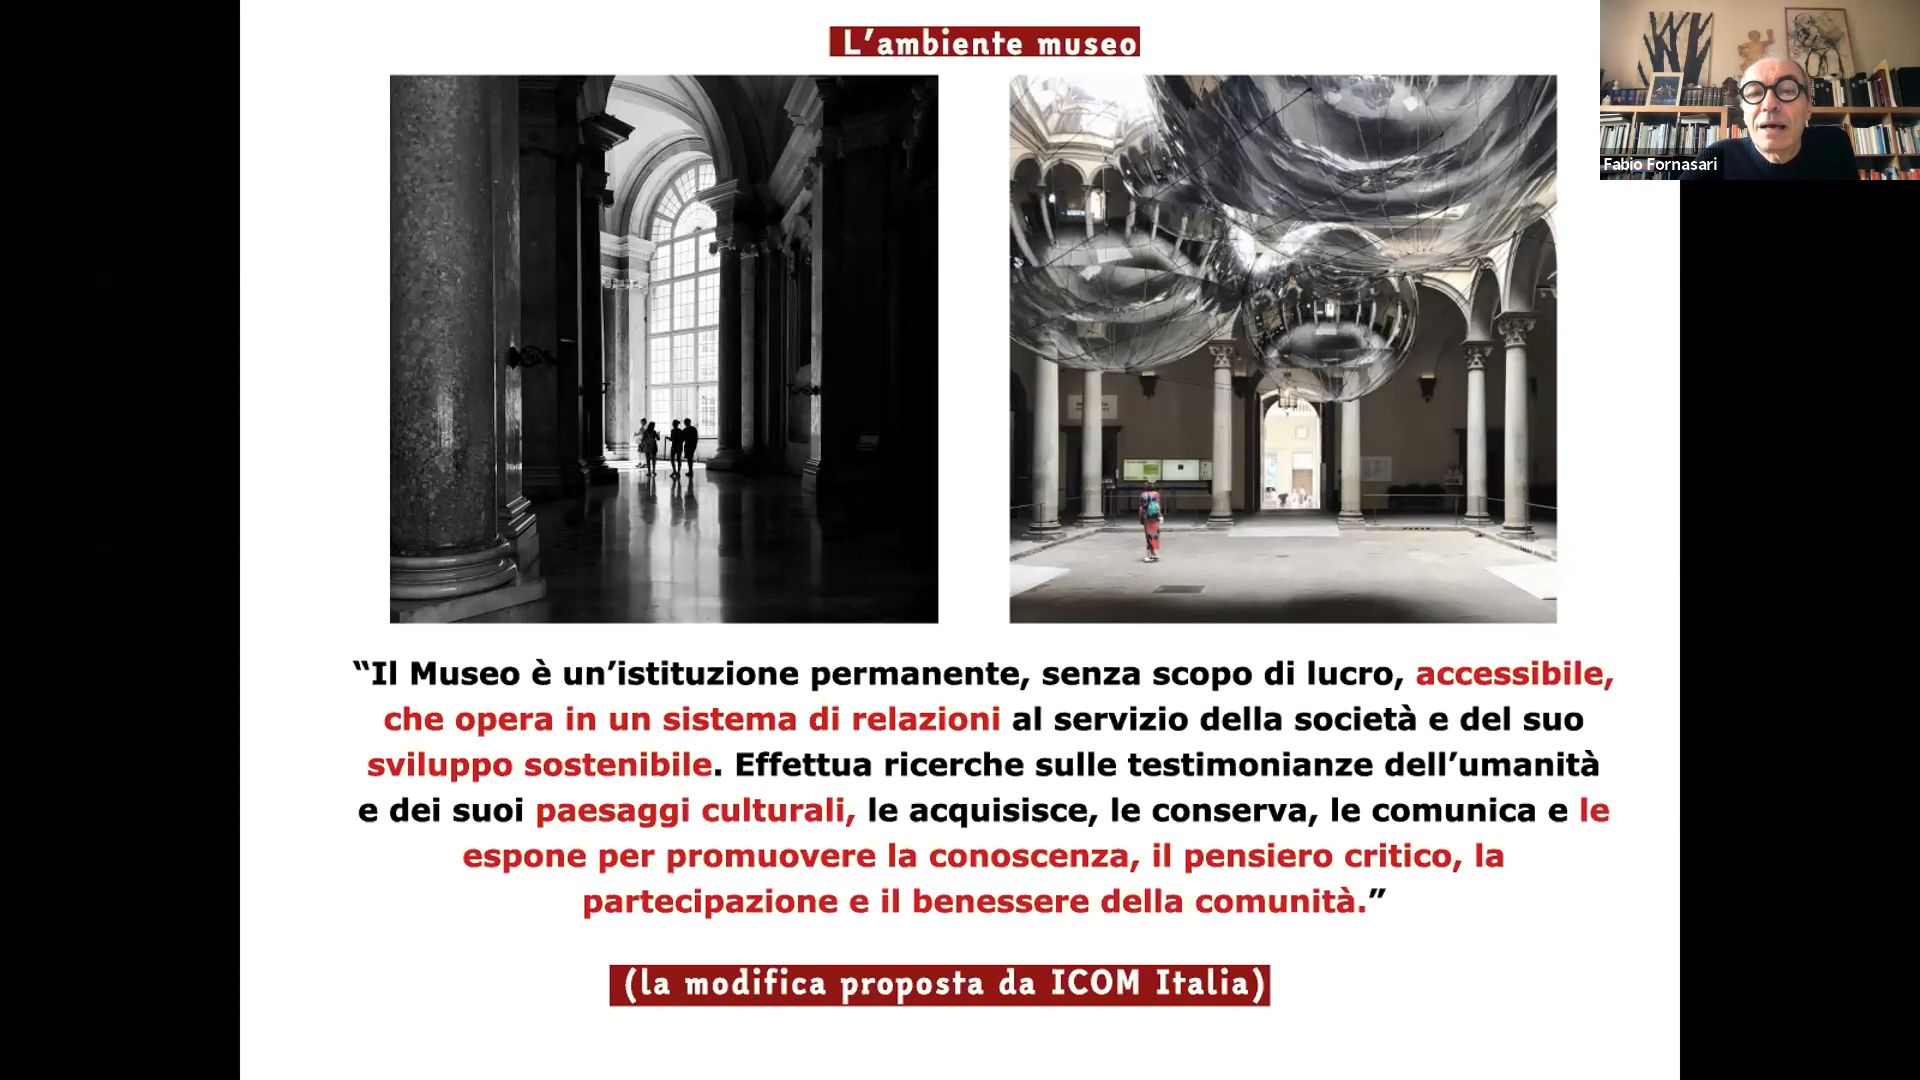 L’ambiente museo
Fabio Fornasari
“Il Museo è un’istituzione permanente, senza scopo di lucro, accessibile,
che opera in un sistema di relazioni al servizio della società e del suo
sviluppo sostenibile. Effettua ricerche sulle testimonianze dell’umanità
e dei suoi paesaggi culturali, le acquisisce, le conserva, le comunica e le
espone per promuovere la conoscenza, il pensiero critico, la
partecipazione e il benessere della comunità.”
(la modifica proposta da ICOM Italia)